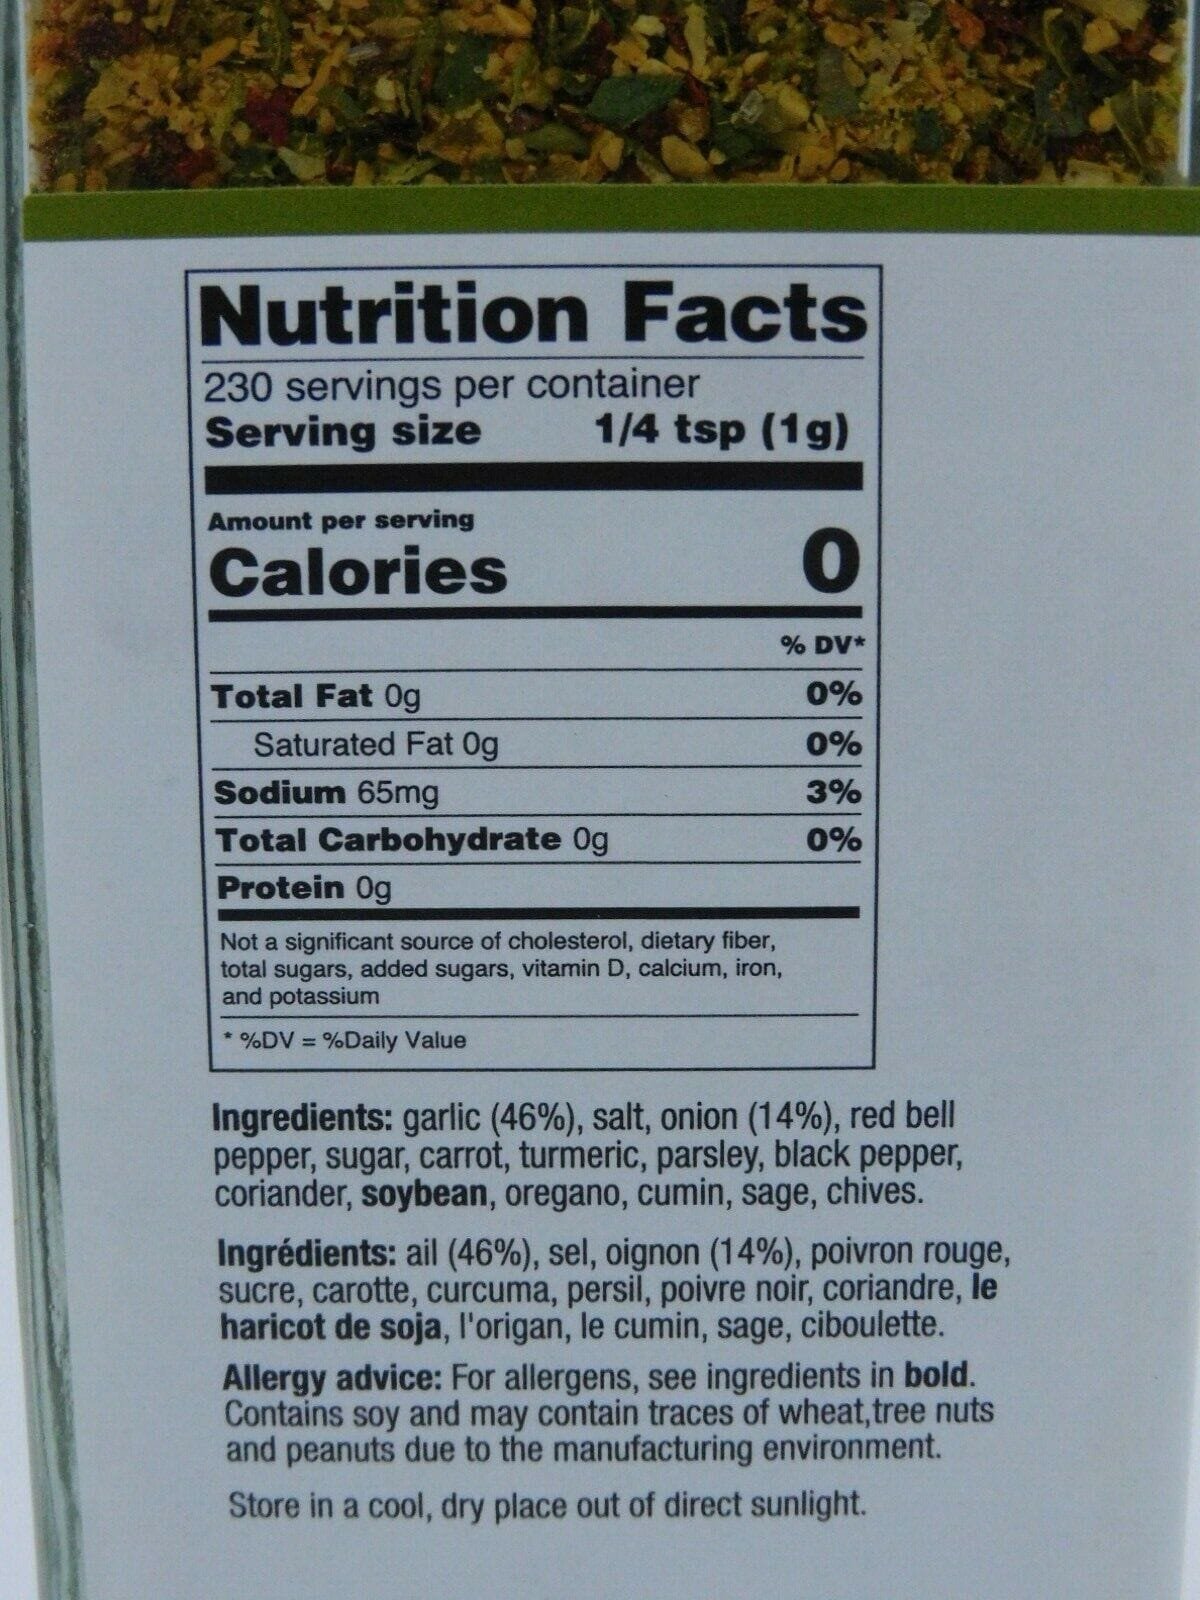 Nutrition Facts
230 servings per container
Serving size 1/4 tsp (1g)
Amount per serving
Calories 0
% DV*
Total Fat 0g 0%
Saturated Fat 0g 0%
Sodium 65mg 3%
Total Carbohydrate 0g 0%
Protein 0g
Not a significant source of cholesterol, dietary fiber,
total sugars, added sugars, vitamin D, calcium, iron,
and potassium
* %DV = %Daily Value
Ingredients: garlic (46%), salt, onion (14%), red bell
pepper, sugar, carrot, turmeric, parsley, black pepper,
coriander, soybean, oregano, cumin, sage, chives.
Ingrédients: ail (46%), sel, oignon (14%), poivron rouge,
sucre, carotte, curcuma, persil, poivre noir, coriandre, le
haricot de soja, l'origan, le cumin, sage, ciboulette.
Allergy advice: For allergens, see ingredients in bold.
Contains soy and may contain traces of wheat,tree nuts
and peanuts due to the manufacturing environment.
Store in a cool, dry place out of direct sunlight.